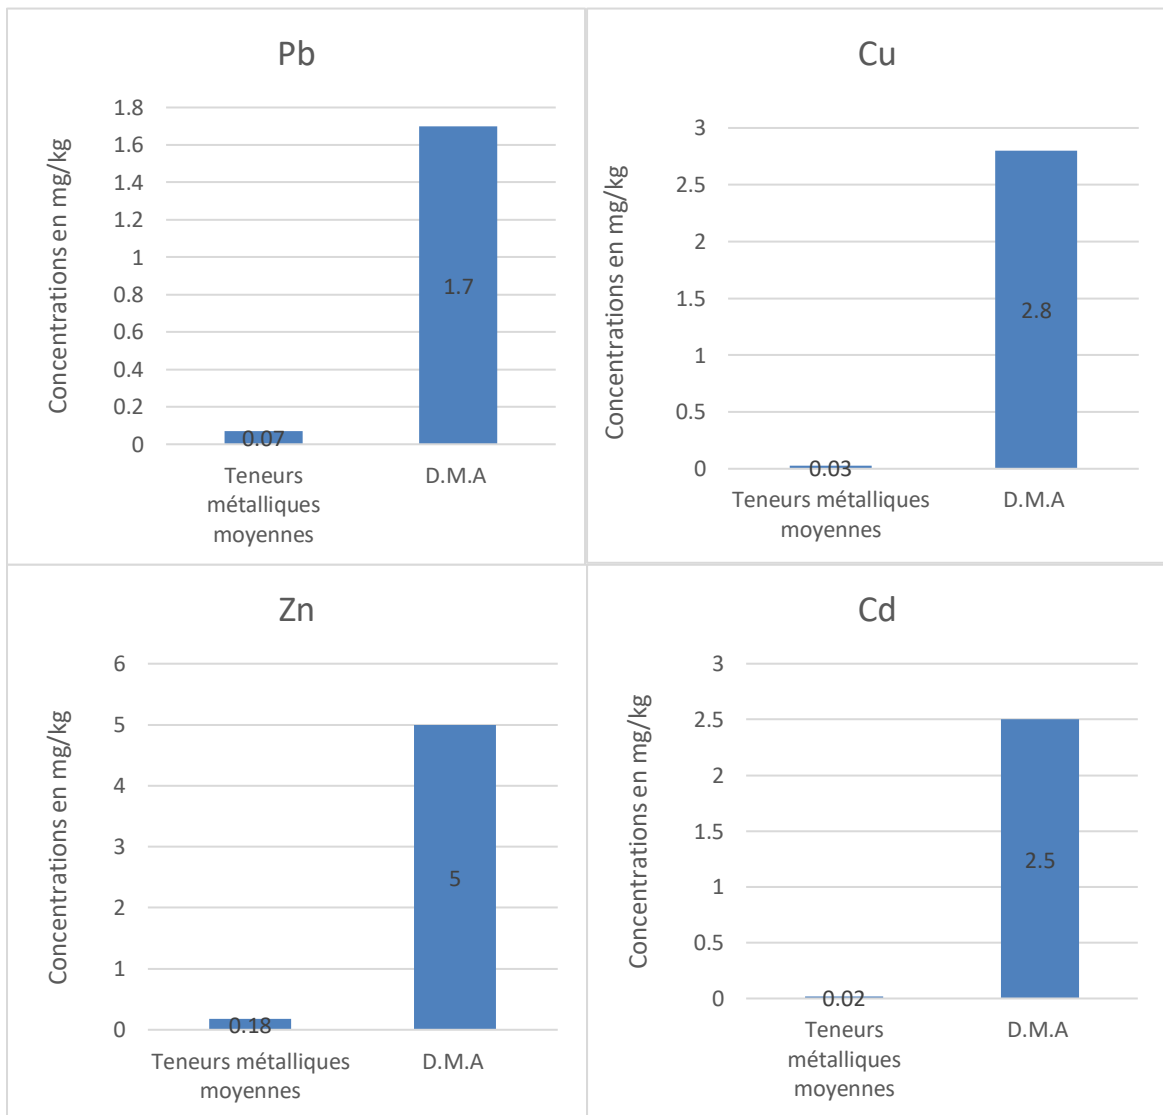 Pb
Concentrations en mg/kg
1.8
1.6
1.4
1.2
1
0.8
0.6
0.4
0.2
0
1.7
0.07
Teneurs
métalliques
moyennes
D.M.A
Cu
Concentrations en mg/kg
3
2.5
2
1.5
1
0.5
0
2.8
0.03
Teneurs métalliques
moyennes
D.M.A
Zn
Concentrations en mg/kg
6
5
4
3
2
1
0
5
0.18
Teneurs métalliques
moyennes
D.M.A
Cd
Concentrations en mg/kg
3
2.5
2
1.5
1
0.5
0
2.5
0.02
Teneurs
métalliques
moyennes
D.M.A